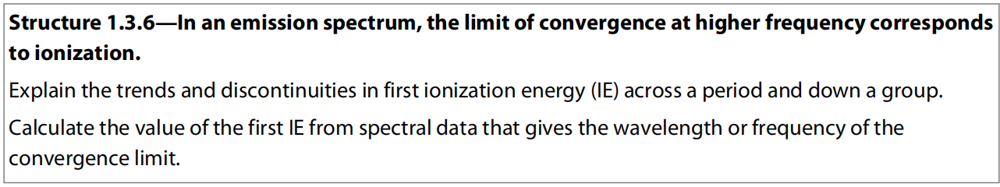 Structure 1.3.6—In an emission spectrum, the limit of convergence at higher frequency corresponds
to ionization.
Explain the trends and discontinuities in first ionization energy (IE) across a period and down a group.
Calculate the value of the first IE from spectral data that gives the wavelength or frequency of the
convergence limit.